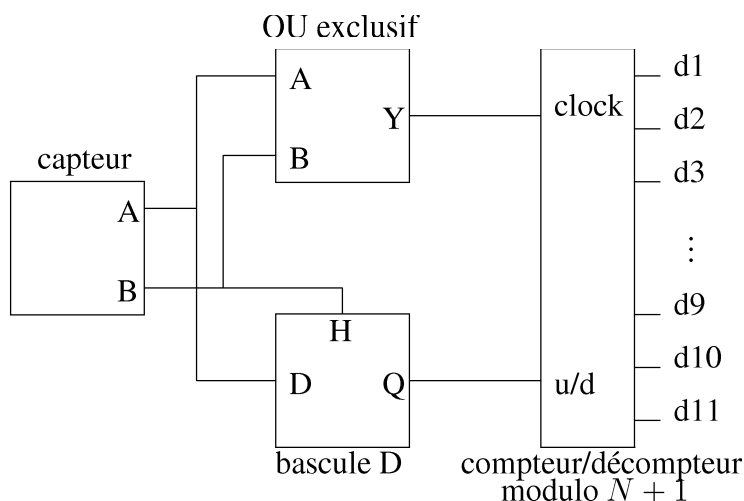 OU exclusif
A
Y
B
capteur
A
B
H
D
Q
bascule D
clock
u/d
compteur/décompteur
modulo N + 1
d1
d2
d3
⋮
d9
d10
d11